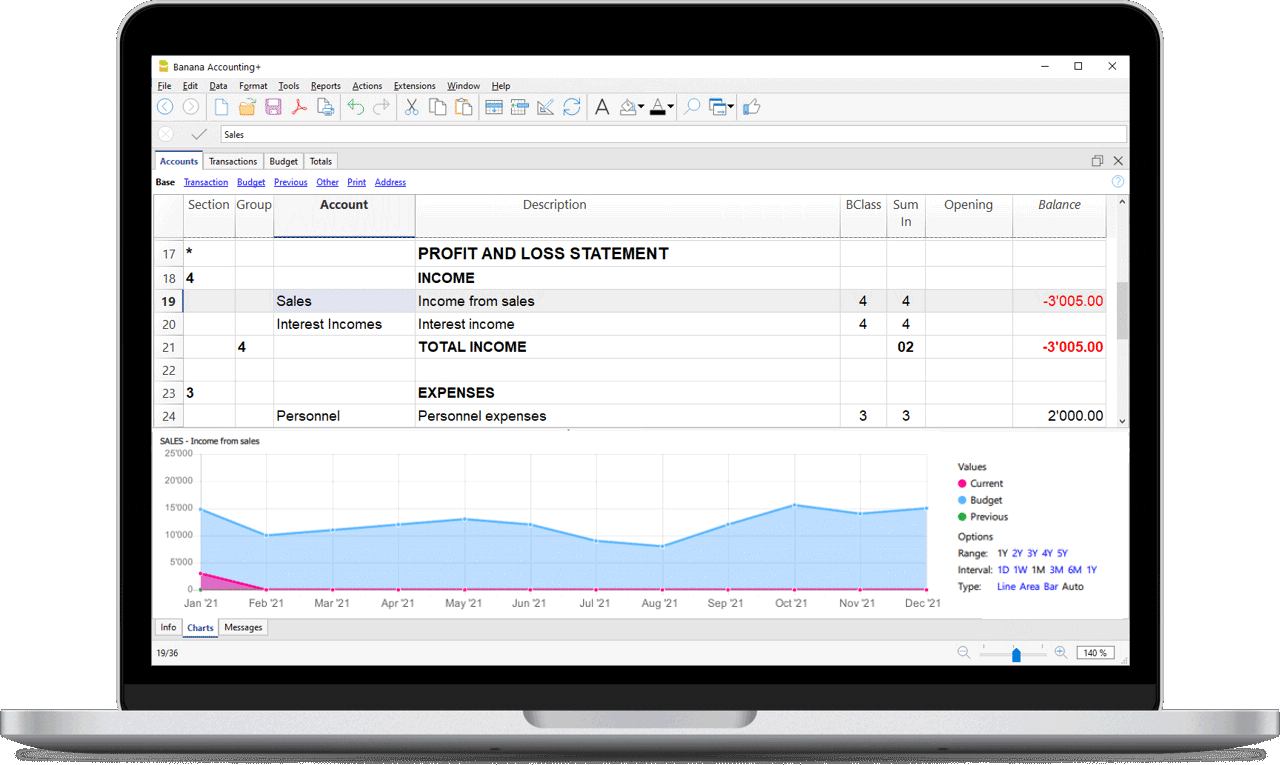 Banana Accounting+
File Edit Data Format Tools Reports Actions Extensions Window Help
Sales
Accounts Transactions Budget Totals
Base Transaction Budget Previous Other Print Address
Section Group Account Description BClass Sum In Opening Balance
17 * PROFIT AND LOSS STATEMENT
18 4 INCOME
19 Sales Income from sales 4 4 -3'005.00
20 Interest Incomes Interest income 4 4
21 4 TOTAL INCOME 02 -3'005.00
22
23 3 EXPENSES
24 Personnel Personnel expenses 3 3 2'000.00
SALES - Income from sales
25'000
20'000
15'000
10'000
5'000
0
Jan '21 Feb '21 Mar '21 Apr '21 May '21 Jun '21 Jul '21 Aug '21 Sep '21 Oct '21 Nov '21 Dec '21
Values
Current
Budget
Previous
Options
Range: 1Y 2Y 3Y 4Y 5Y
Interval: 1D 1W 1M 3M 6M 1Y
Type: Line Area Bar Auto
Info Charts Messages
19/36 140 %